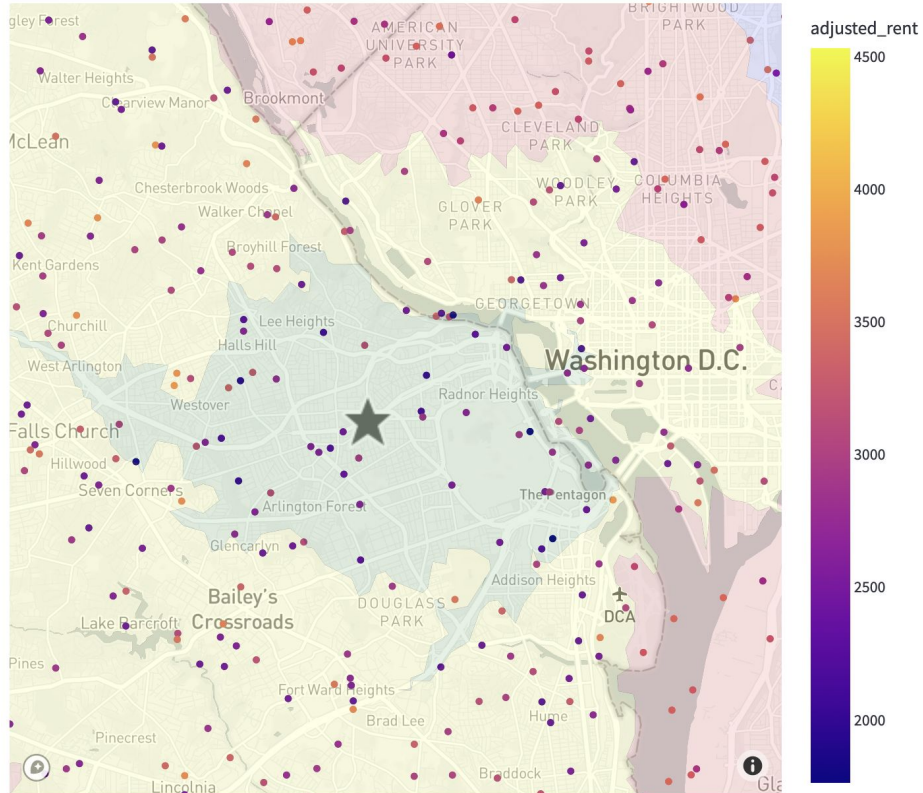 gley Forest
AMERICAN
UNIVERSITY
PARK
BRIGHTWOOD
PARK
adjusted_rent
4500
Walter Heights
Clearview Manor
Brookmont
CLEVELAND
PARK
McLean
4000
Chesterbrook Woods
WOODLEY
PARK
COLUMBIA
HEIGHTS
Walker Chapel
GLOVER
PARK
Broyhill Forest
Kent Gardens
GEORGETOWN
3500
Churchill
Lee Heights
Halls Hill
Washington D.C.
West Arlington
Radnor Heights
C
Westover
Falls Church
3000
Hillwood
Seven Corners
The Pentagon
Arlington Forest
Glencarlyn
Addison Heights
2500
Bailey's
Crossroads
DOUGLASS
PARK
DCA
Lake Barcroft
Pines
Fort Ward Heights
2000
Brad Lee
Hume
Pinecrest
Braddock
Lincolnia
Gla